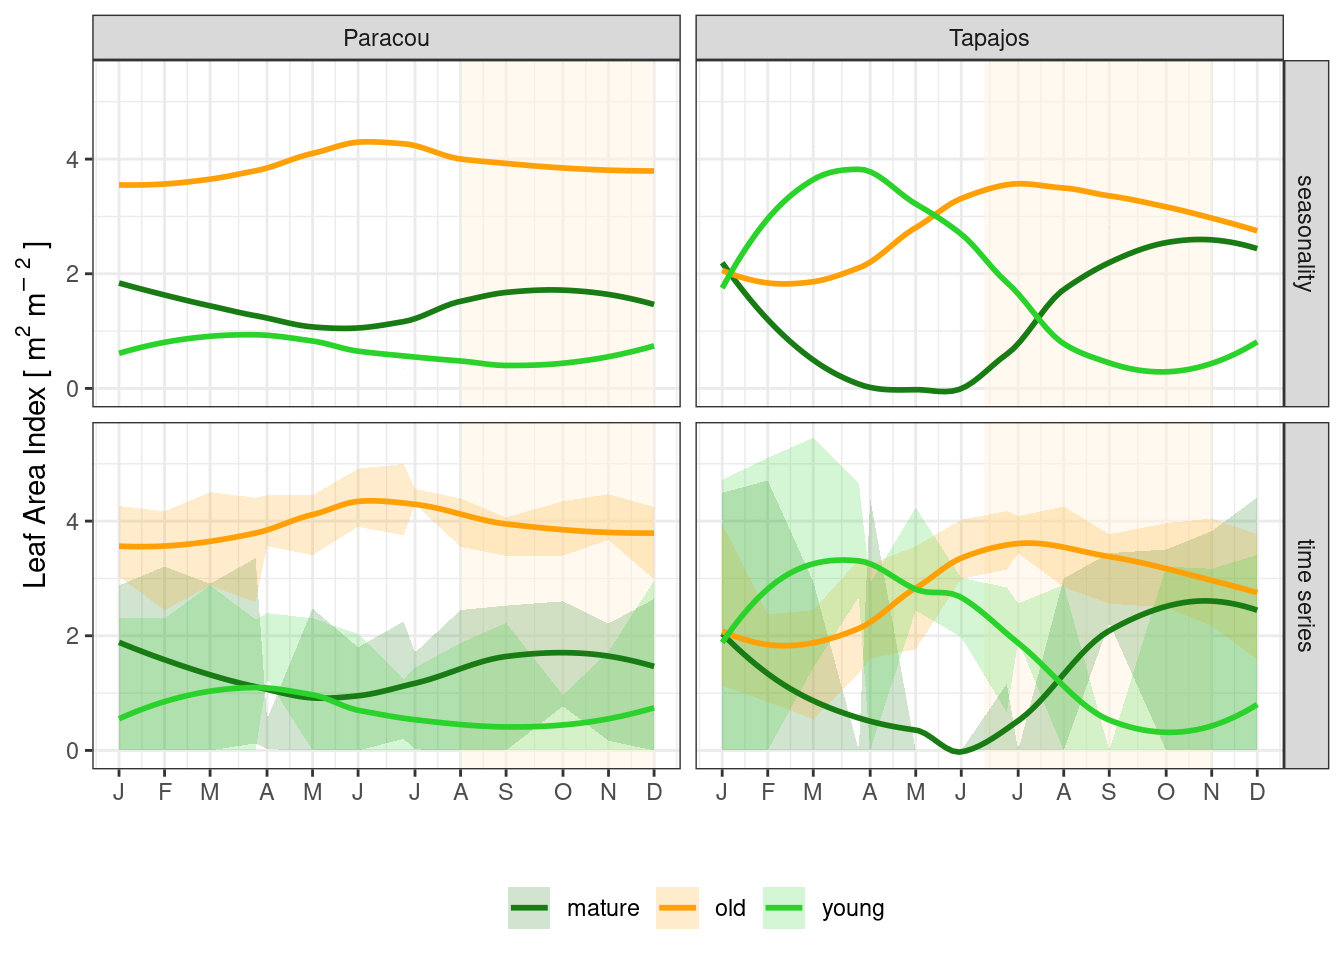 Paracou
Tapajos
Leaf Area Index [ m² m⁻² ]
4
2
0
seasonality
4
2
0
time series
J F M A M J J A S O N D
J F M A M J J A S O N D
mature old young